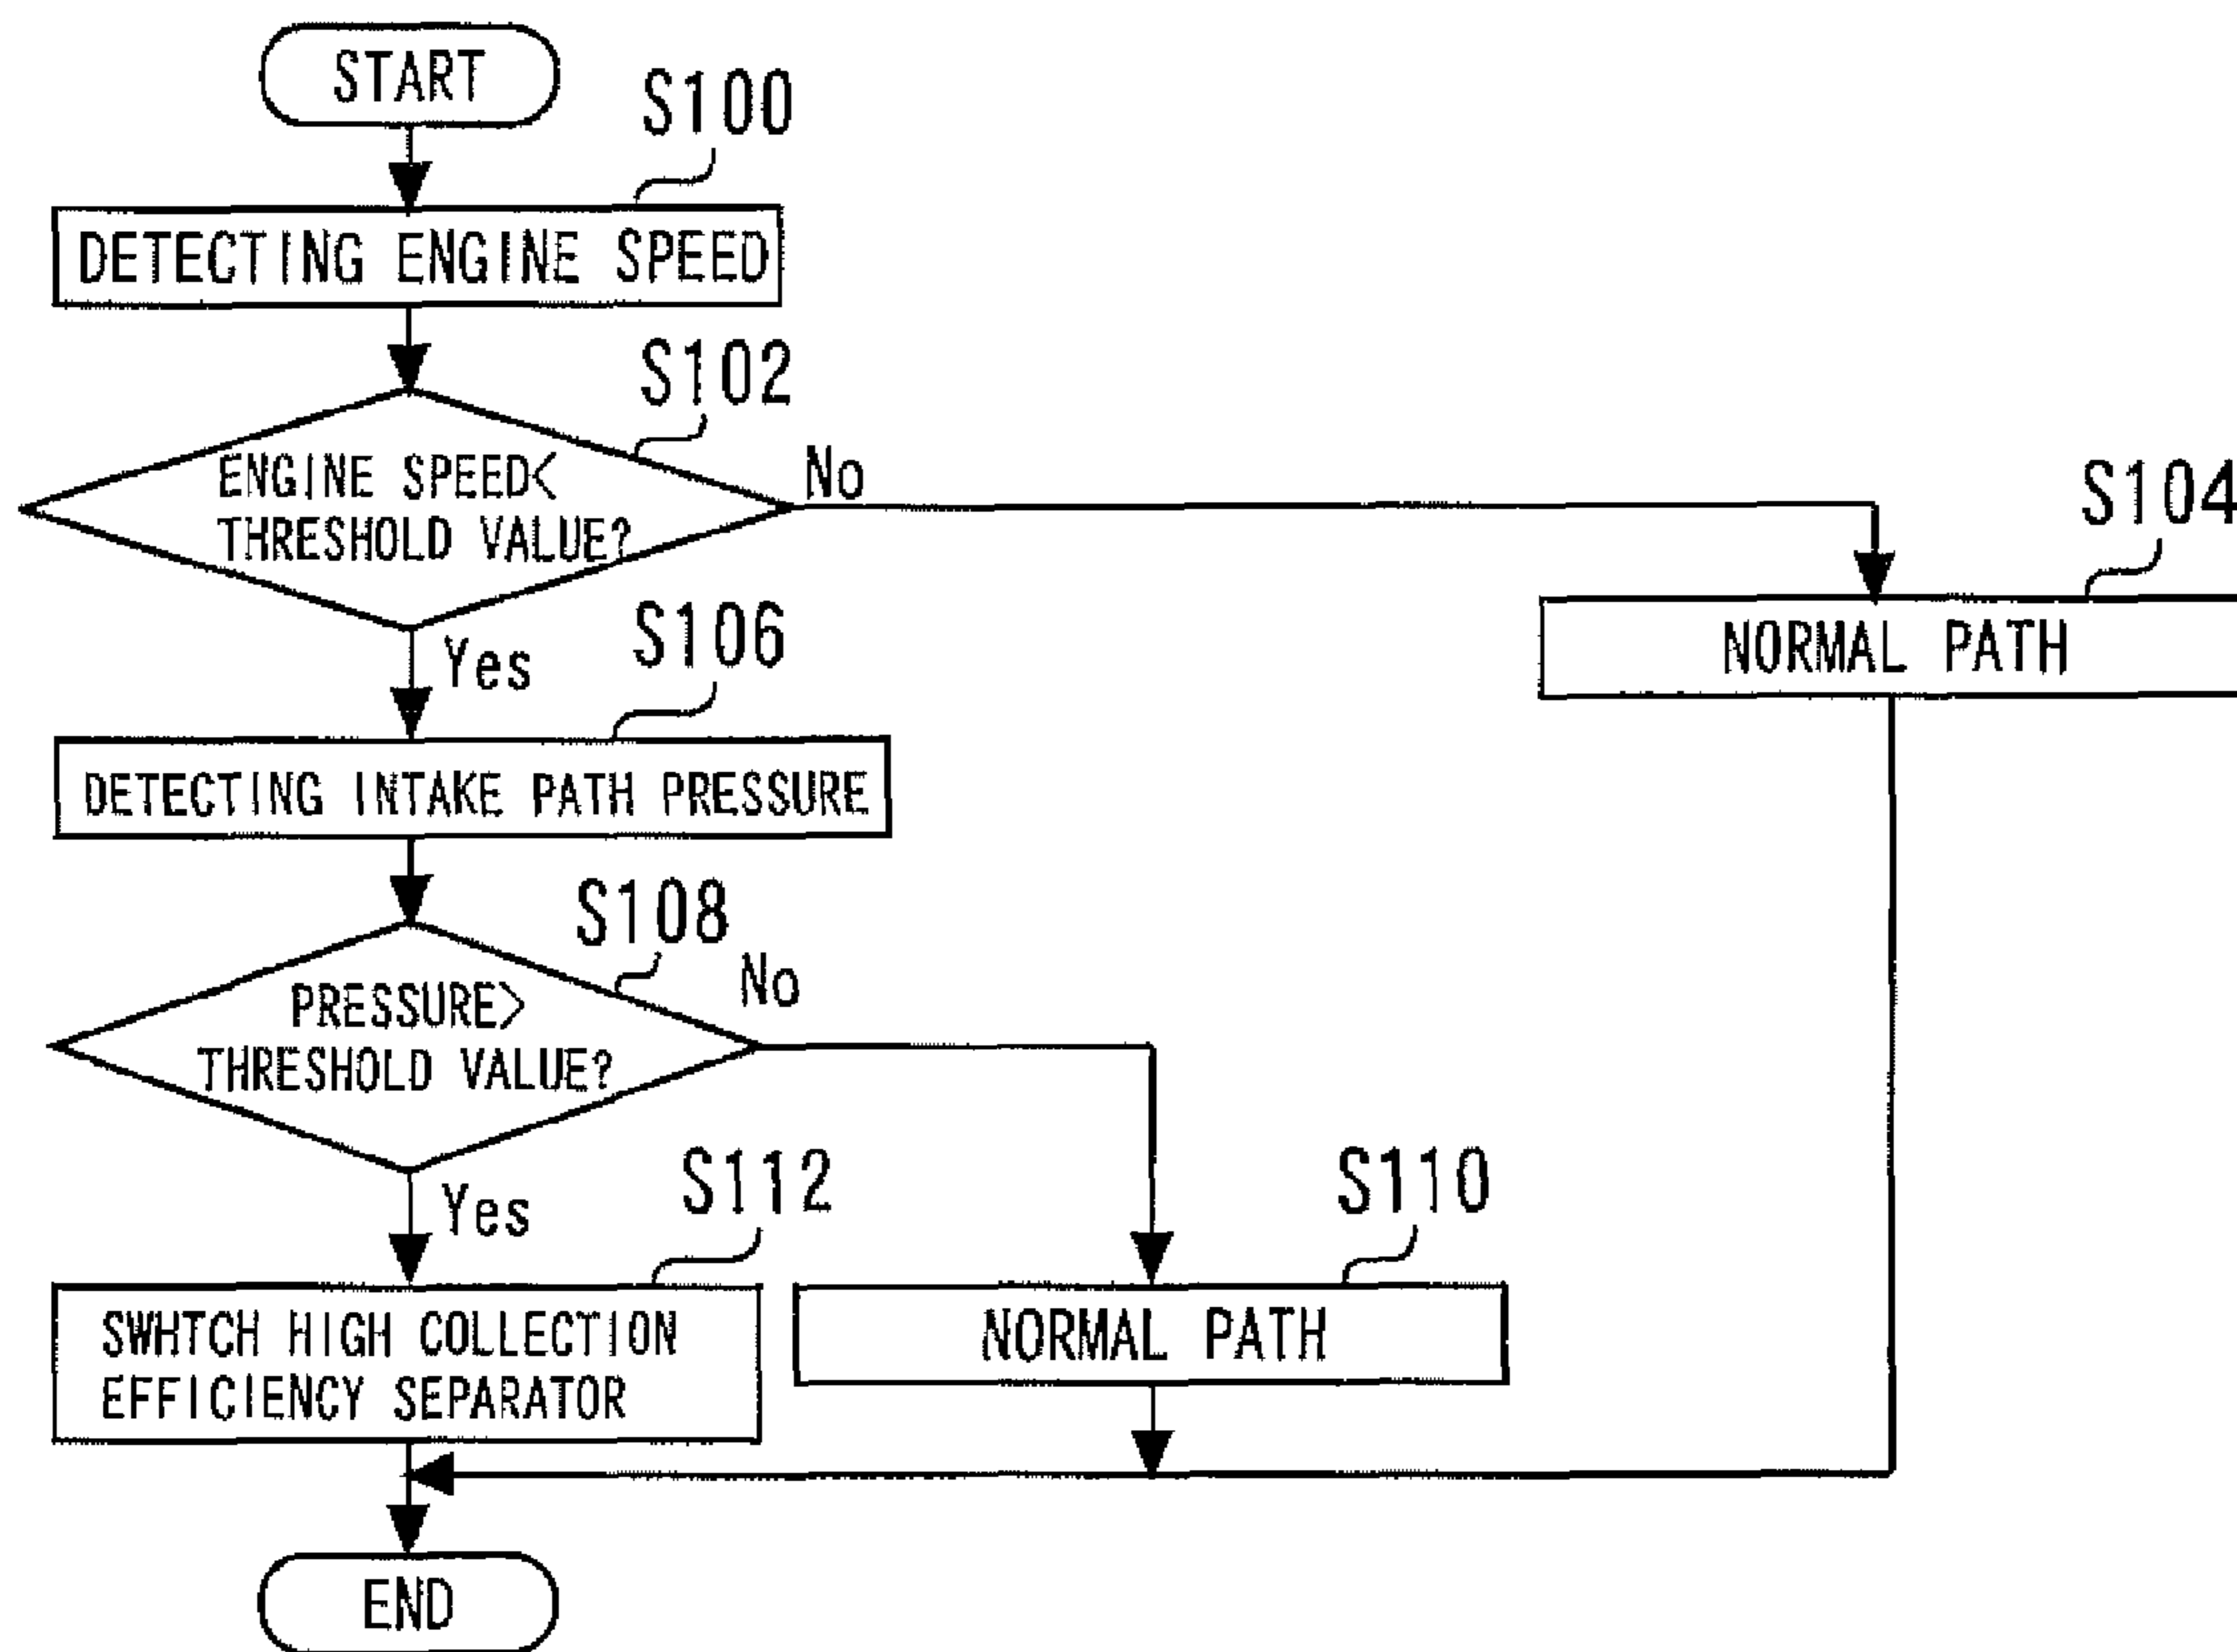 START
S100
DETECTING ENGINE SPEED
S102
ENGINE SPEED<
THRESHOLD VALUE?
No
S104
NORMAL PATH
Yes
S106
DETECTING INTAKE PATH PRESSURE
S108
PRESSURE>
THRESHOLD VALUE?
No
Yes
S112
SWHTCH HIGH COLLECTION
EFFICIENCY SEPARATOR
S110
NORMAL PATH
END